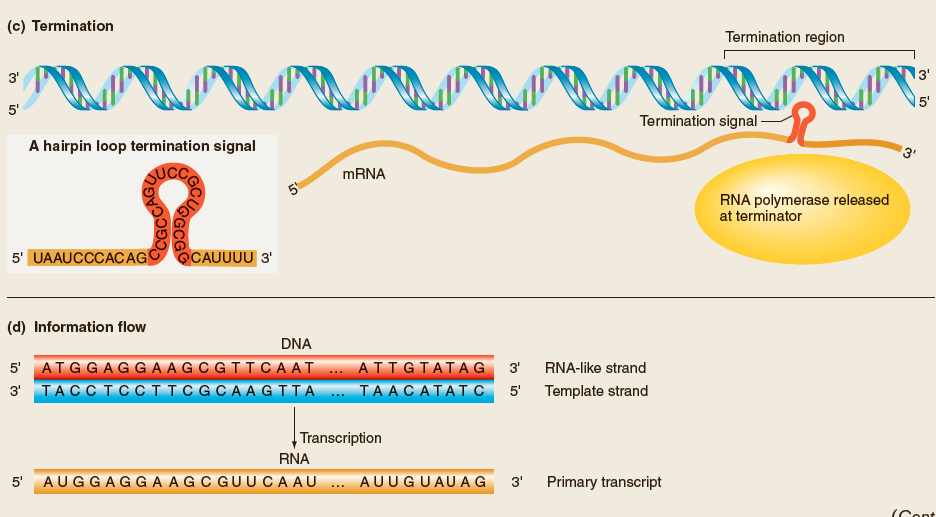 (c) Termination
Termination region
3'
3'
5'
5'
Termination signal
A hairpin loop termination signal
3'
5'
mRNA
RNA polymerase released
at terminator
CCGCCAGUUCCGCUGGCGG
5' UAAUCCCACAG CAUUUU 3'
(d) Information flow
DNA
5' ATGGAGGAAGCGTTCAAT ... ATTGTATAG 3' RNA-like strand
3' TACCTCCTTCGCAAGTTA ... TAACATATC 5' Template strand
Transcription
RNA
5' AUGGAGGAAGCGUUCAAU ... AUUGUAUAG 3' Primary transcript